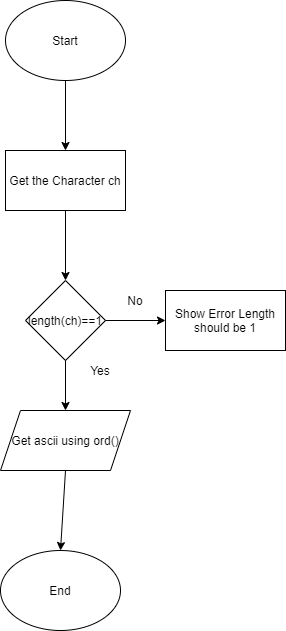 Start
Get the Character ch
length(ch)==1
No
Show Error Length
should be 1
Yes
Get ascii using ord()
End